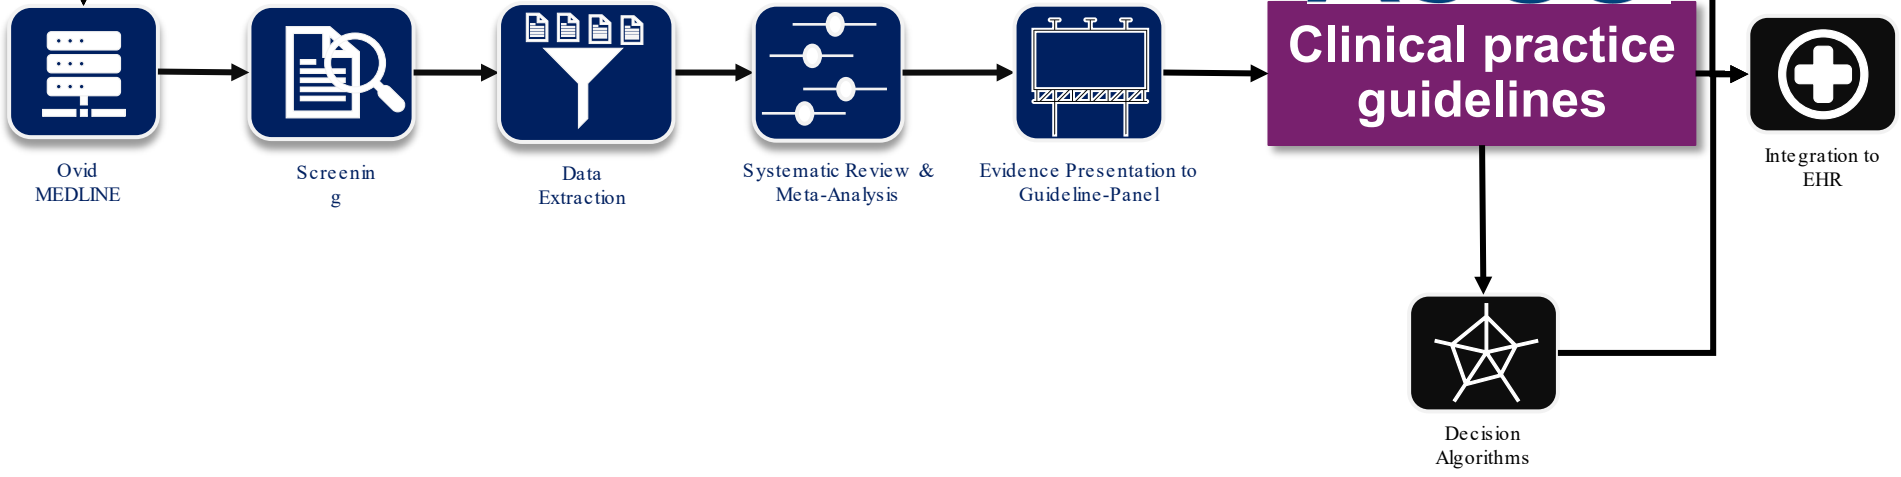 Clinical practice
guidelines
Ovid
MEDLINE
Screenin
g
Data
Extraction
Systematic Review &
Meta-Analysis
Evidence Presentation to
Guideline-Panel
Integration to
EHR
Decision
Algorithms